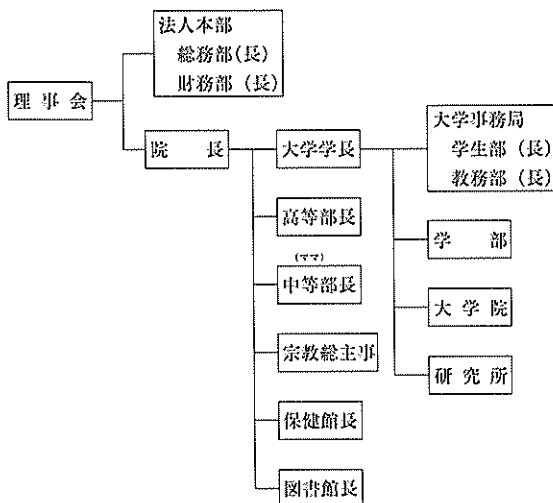 法人本部
総務部(長)
財務部(長)
理事会
院長
大学学長
大学事務局
学生部(長)
教務部(長)
高等部長
学部
(ママ)
中等部長
大学院
宗教総主事
研究所
保健館長
図書館長